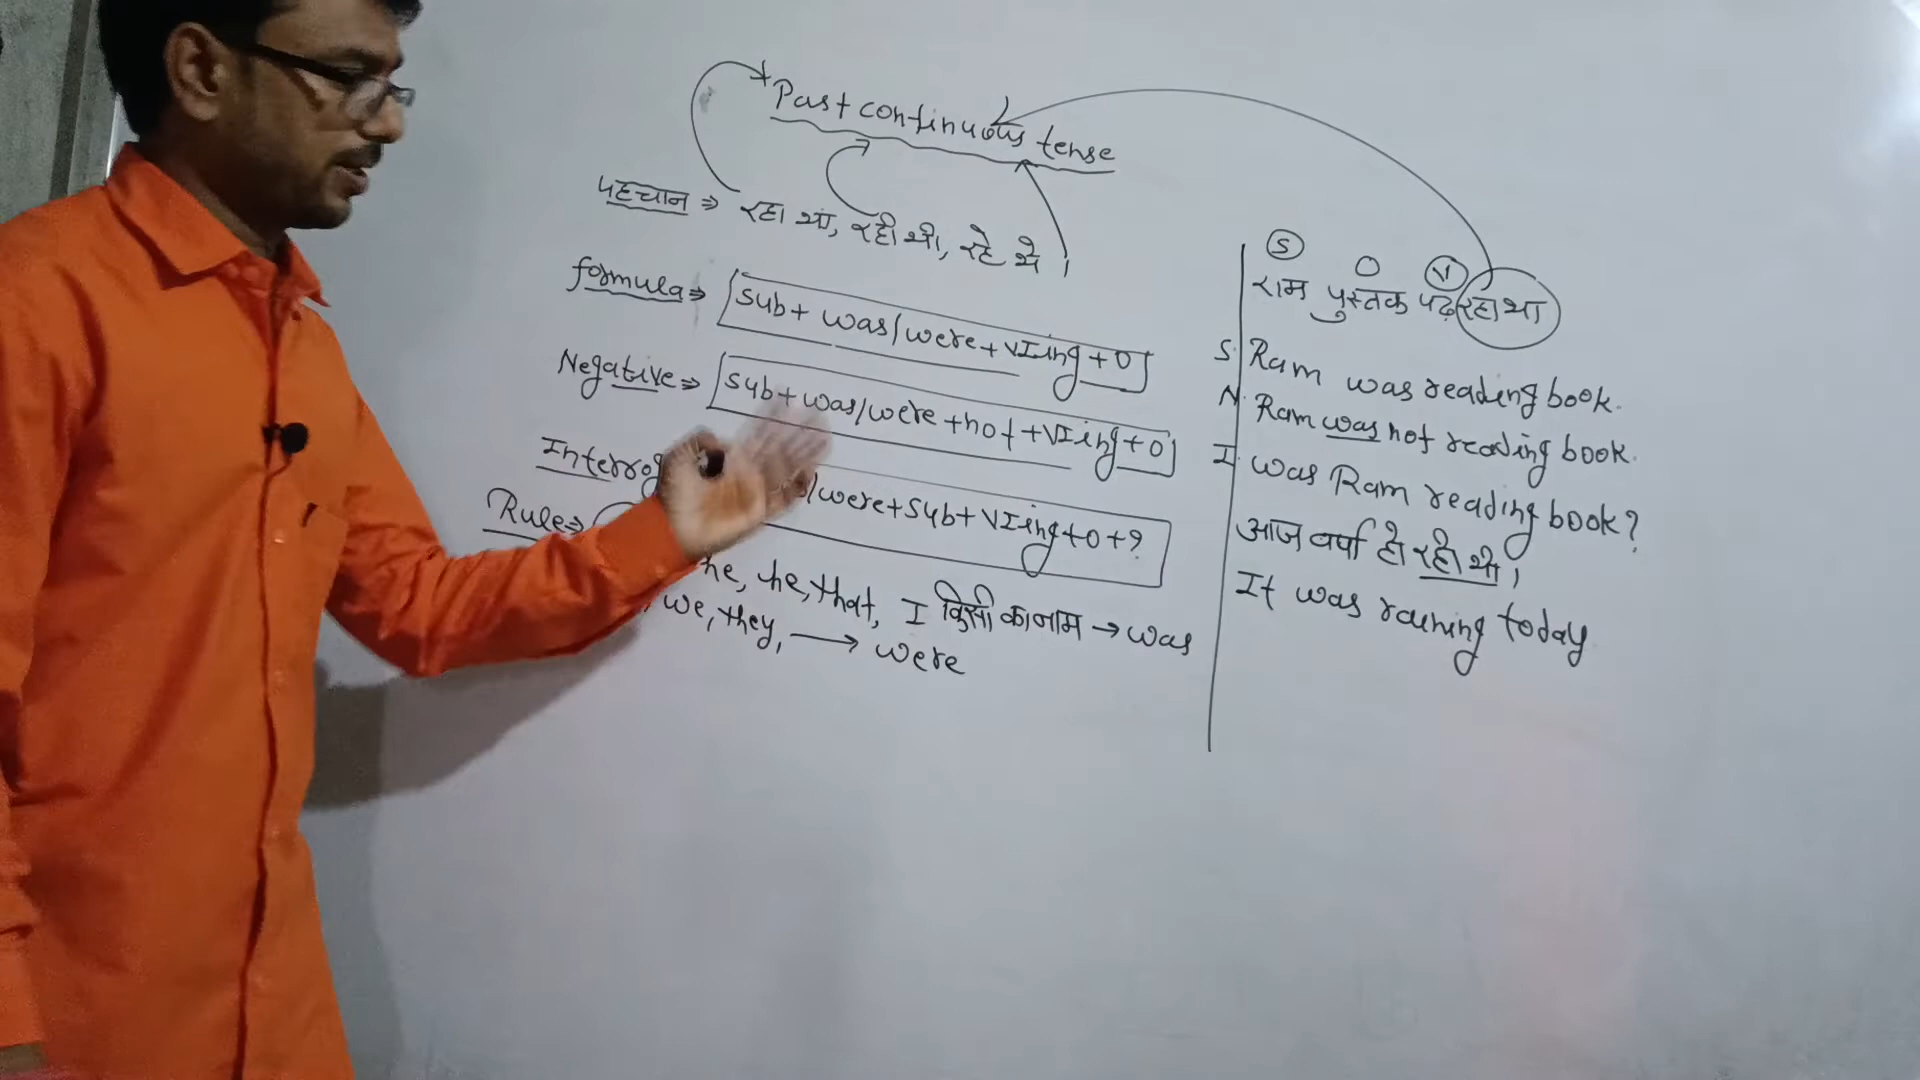 Past continuous tense
पहचान ⇒ रहा था, रही थी, रहे थे ।
formula ⇒ sub + was/were + VIing + O
Negative ⇒ sub + was/were + not + VIing + O
Interrog /were + Sub + VIing + O + ?
Rule ⇒
he, he, that, I किसी का नाम → was
we, they, → were
S O V
राम पुस्तक पढ़ रहा था
S. Ram was reading book.
N. Ram was not reading book.
I. was Ram reading book?
आज वर्षा हो रही थी ।
It was raining today